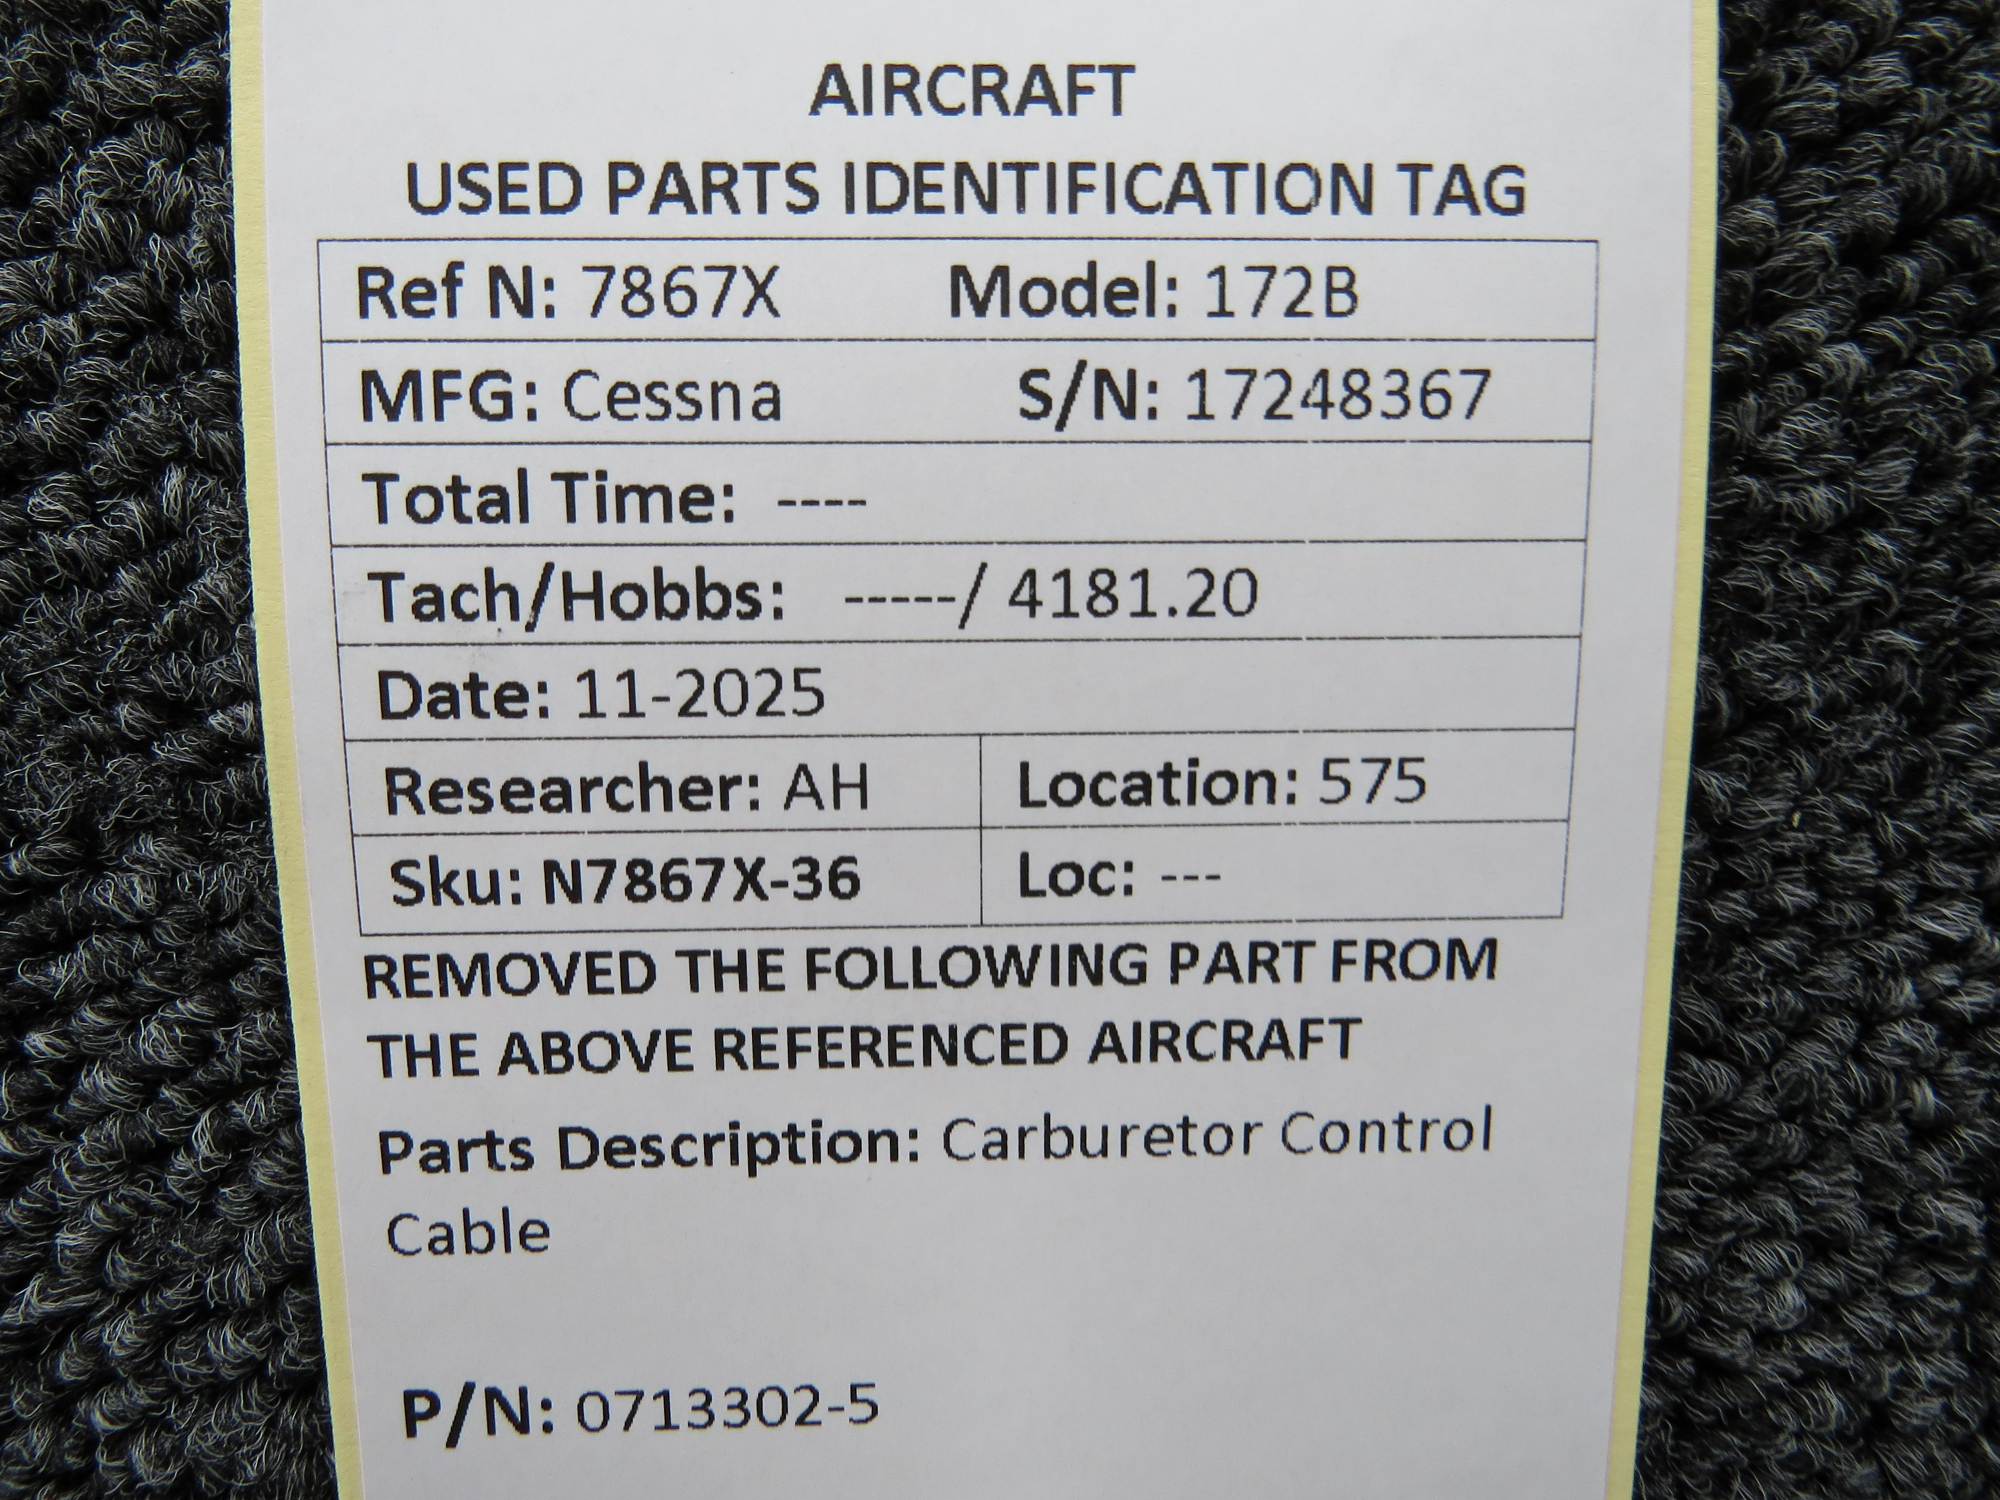 AIRCRAFT
USED PARTS IDENTIFICATION TAG
Ref N: 7867X Model: 172B
MFG: Cessna S/N: 17248367
Total Time: ----
Tach/Hobbs: -----/ 4181.20
Date: 11-2025
Researcher: AH Location: 575
Sku: N7867X-36 Loc: ---
REMOVED THE FOLLOWING PART FROM
THE ABOVE REFERENCED AIRCRAFT
Parts Description: Carburetor Control
Cable
P/N: 0713302-5